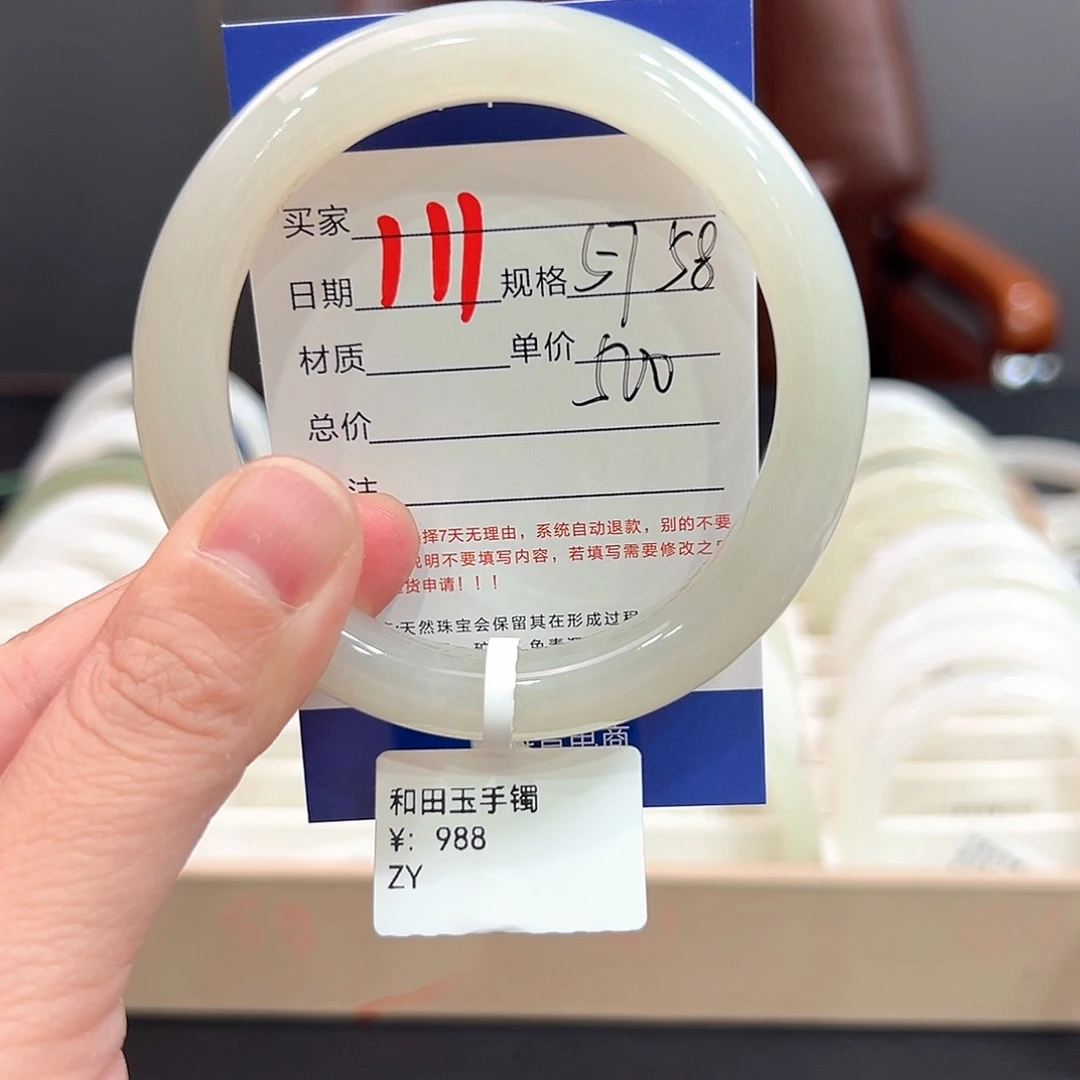 买家
日期 111 规格 57 58
材质 单价 500
总价
注
择7天无理由，系统自动退款，别的不要
说明不要填写内容，若填写需要修改之
货申请！！！
天然珠宝会保留其在形成过程
电商
和田玉手镯
¥: 988
ZY